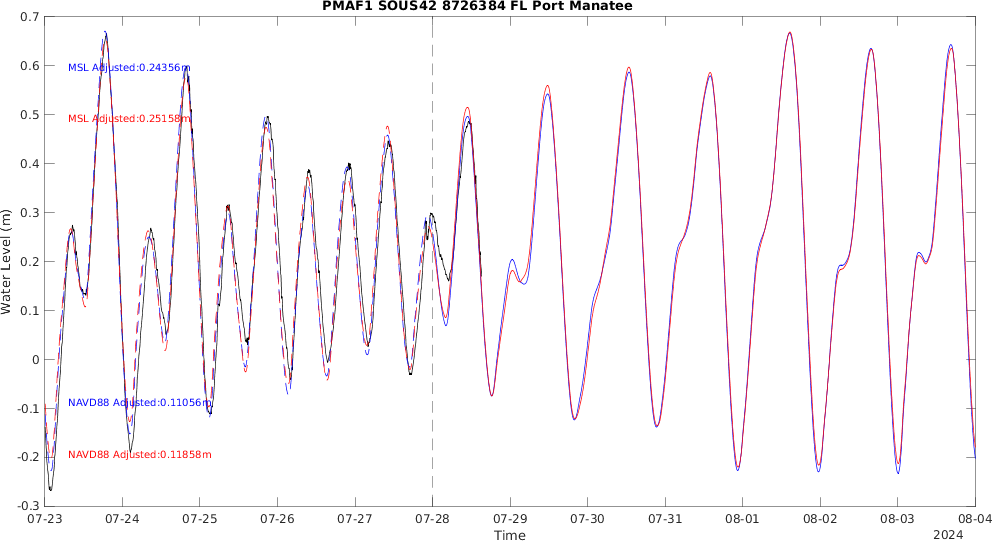 PMAF1 SOUS42 8726384 FL Port Manatee
0.7
0.6
0.5
0.4
0.3
0.2
0.1
0
-0.1
-0.2
-0.3
Water Level (m)
MSL Adjusted:0.24356m
MSL Adjusted:0.25158m
NAVD88 Adjusted:0.11056m
NAVD88 Adjusted:0.11858m
07-23 07-24 07-25 07-26 07-27 07-28 07-29 07-30 07-31 08-01 08-02 08-03 08-04
Time
2024